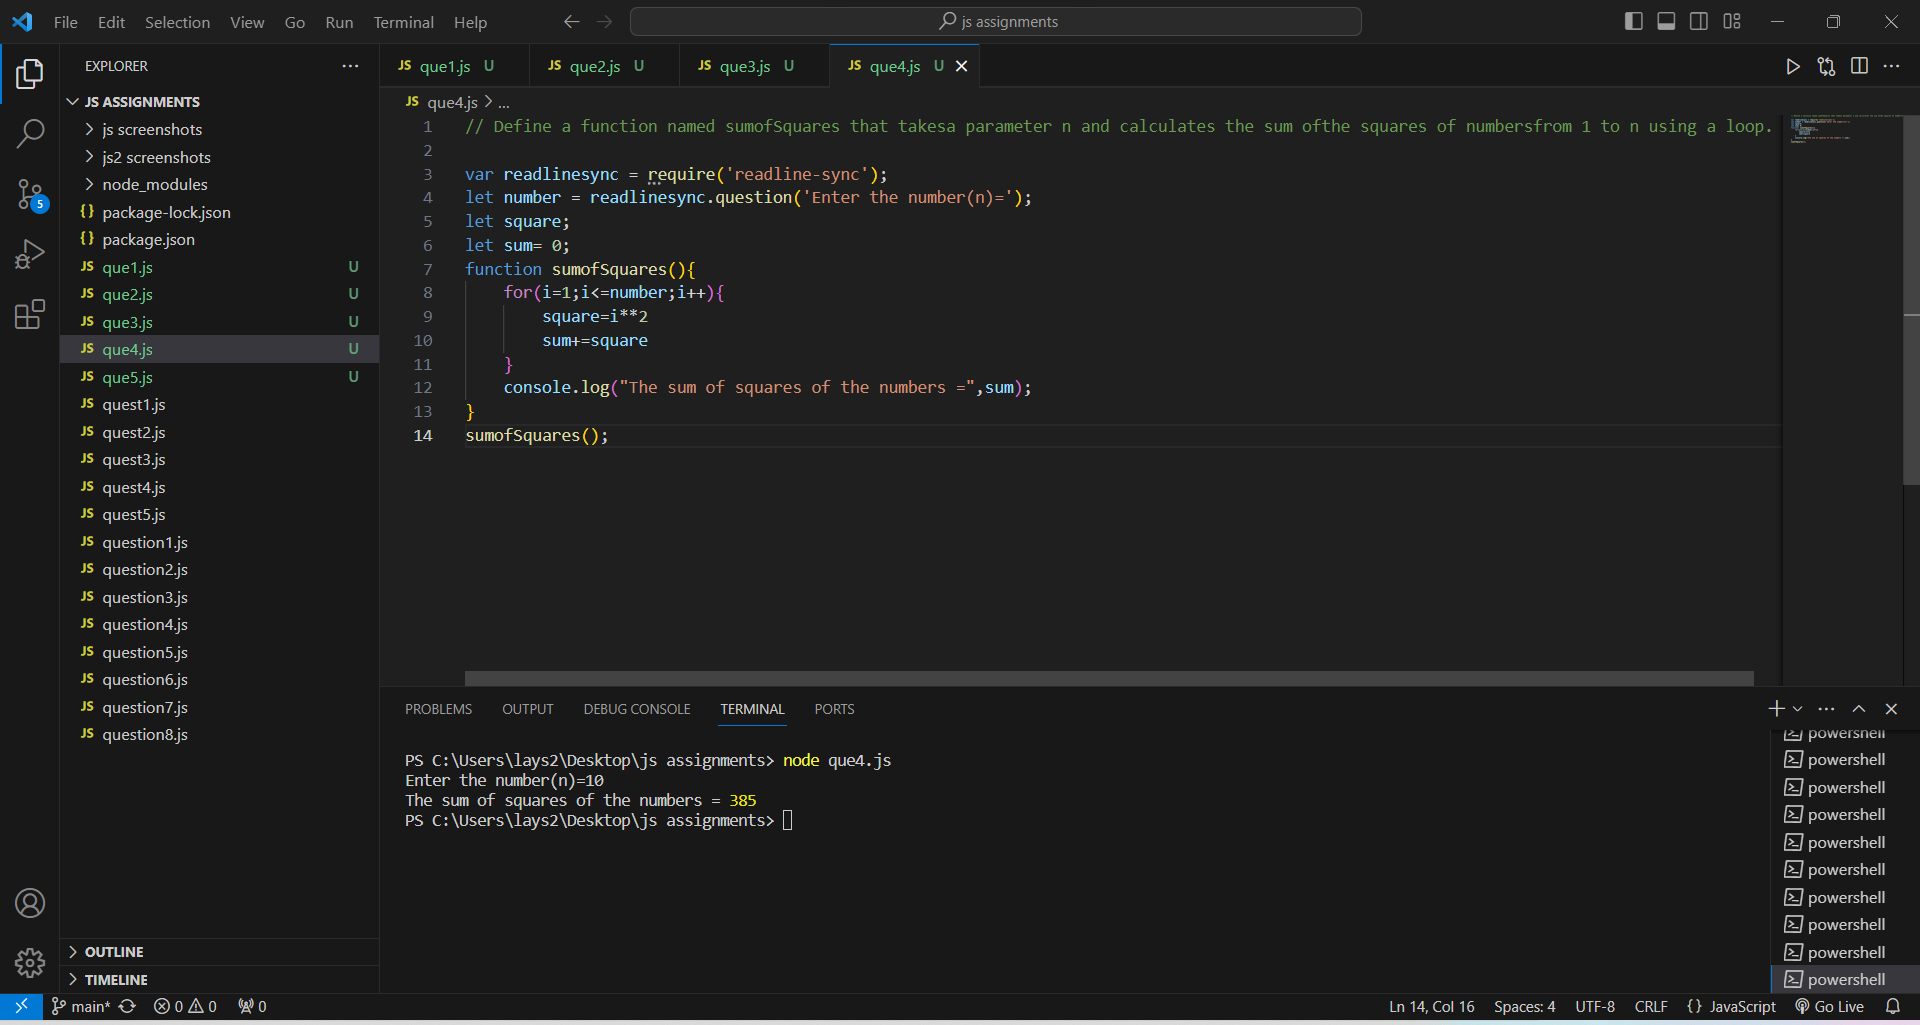 File Edit Selection View Go Run Terminal Help
js assignments
EXPLORER
JS ASSIGNMENTS
js screenshots
js2 screenshots
node_modules
{} package-lock.json
{} package.json
JS que1.js U
JS que2.js U
JS que3.js U
JS que4.js U
JS que5.js U
JS quest1.js
JS quest2.js
JS quest3.js
JS quest4.js
JS quest5.js
JS question1.js
JS question2.js
JS question3.js
JS question4.js
JS question5.js
JS question6.js
JS question7.js
JS question8.js
OUTLINE
TIMELINE
5
JS que1.js U JS que2.js U JS que3.js U JS que4.js U
JS que4.js > ...
1 // Define a function named sumofSquares that takesa parameter n and calculates the sum ofthe squares of numbersfrom 1 to n using a loop.
2
3 var readlinesync = require('readline-sync');
4 let number = readlinesync.question('Enter the number(n)=');
5 let square;
6 let sum= 0;
7 function sumofSquares(){
8 for(i=1;i<=number;i++){
9 square=i**2
10 sum+=square
11 }
12 console.log("The sum of squares of the numbers =",sum);
13 }
14 sumofSquares();
PROBLEMS OUTPUT DEBUG CONSOLE TERMINAL PORTS
PS C:\Users\lays2\Desktop\js assignments> node que4.js
Enter the number(n)=10
The sum of squares of the numbers = 385
PS C:\Users\lays2\Desktop\js assignments>
powershell
powershell
powershell
powershell
powershell
powershell
powershell
powershell
powershell
powershell
main* 0 0 0
Ln 14, Col 16 Spaces: 4 UTF-8 CRLF {} JavaScript Go Live